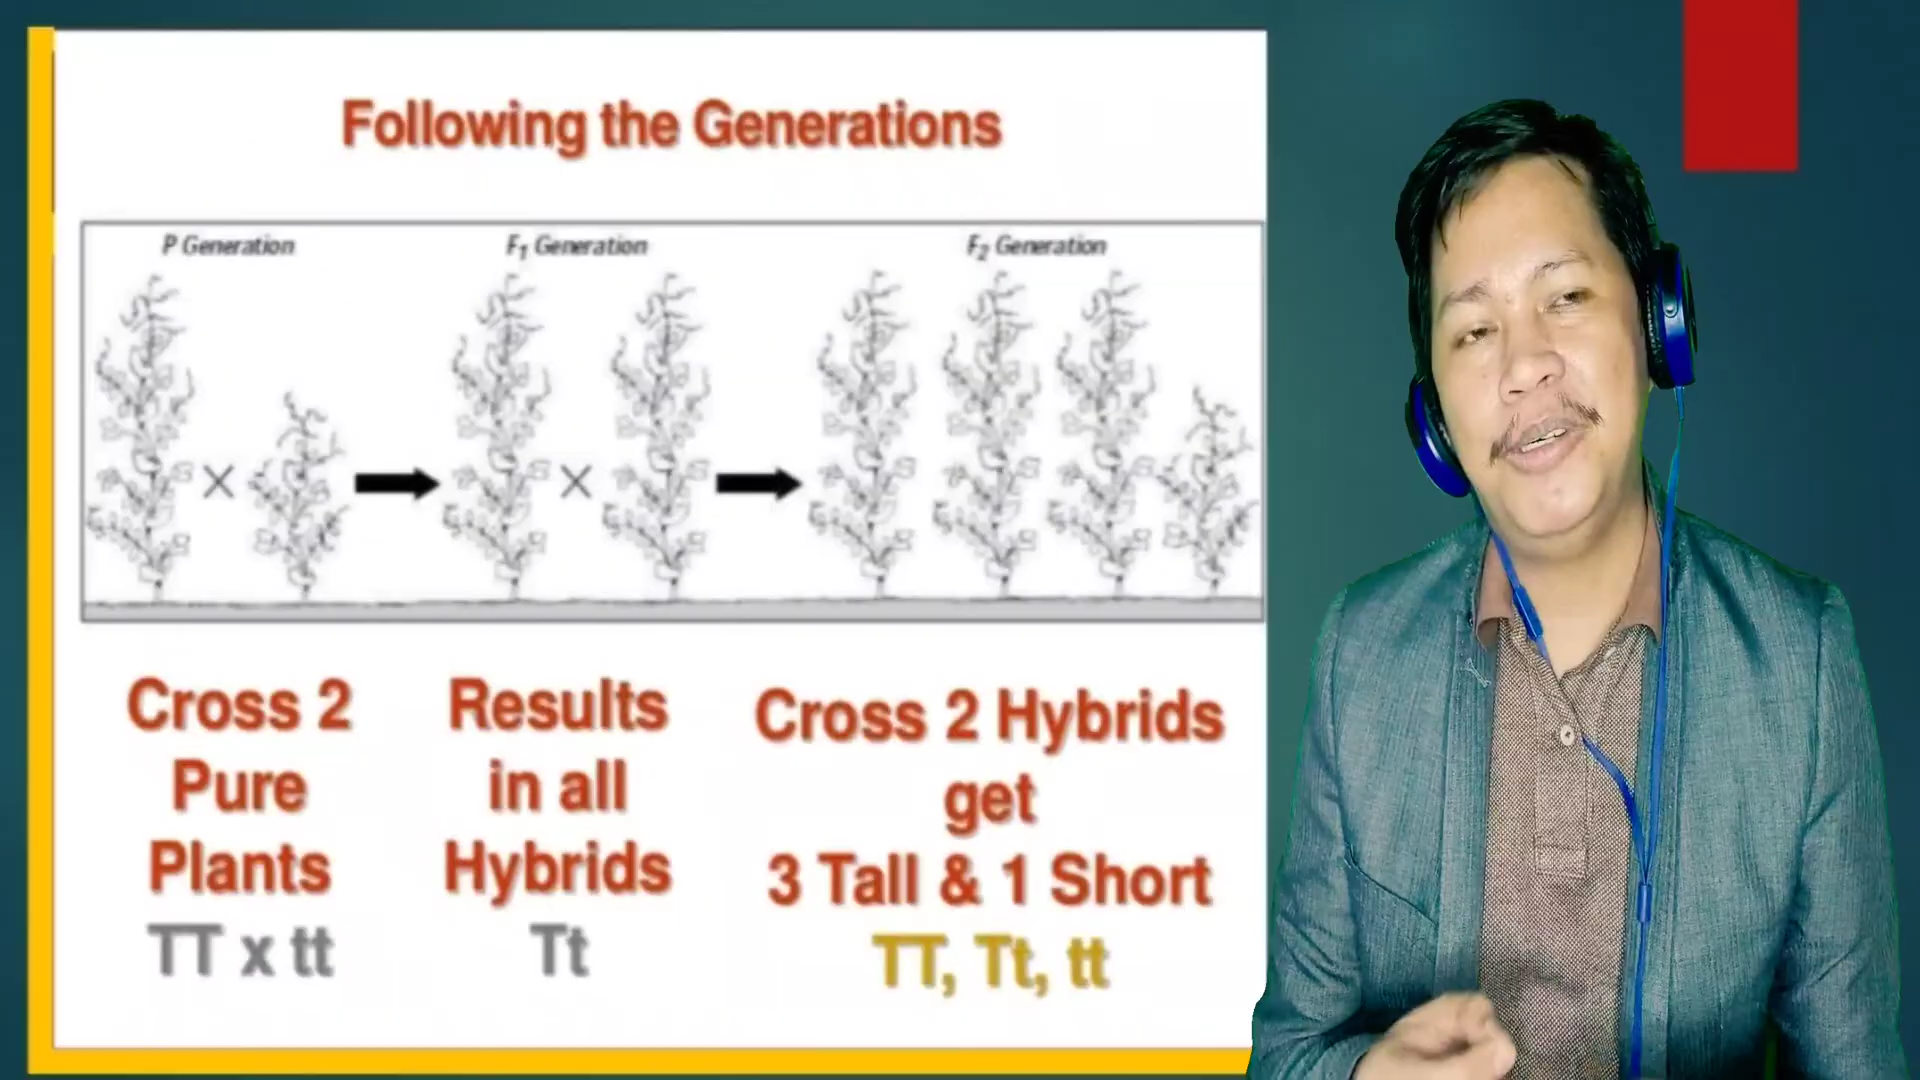 Following the Generations
P Generation
F₁ Generation
F₂ Generation
×
×
Cross 2
Pure
Plants
TT x tt
Results
in all
Hybrids
Tt
Cross 2 Hybrids
get
3 Tall & 1 Short
TT, Tt, tt